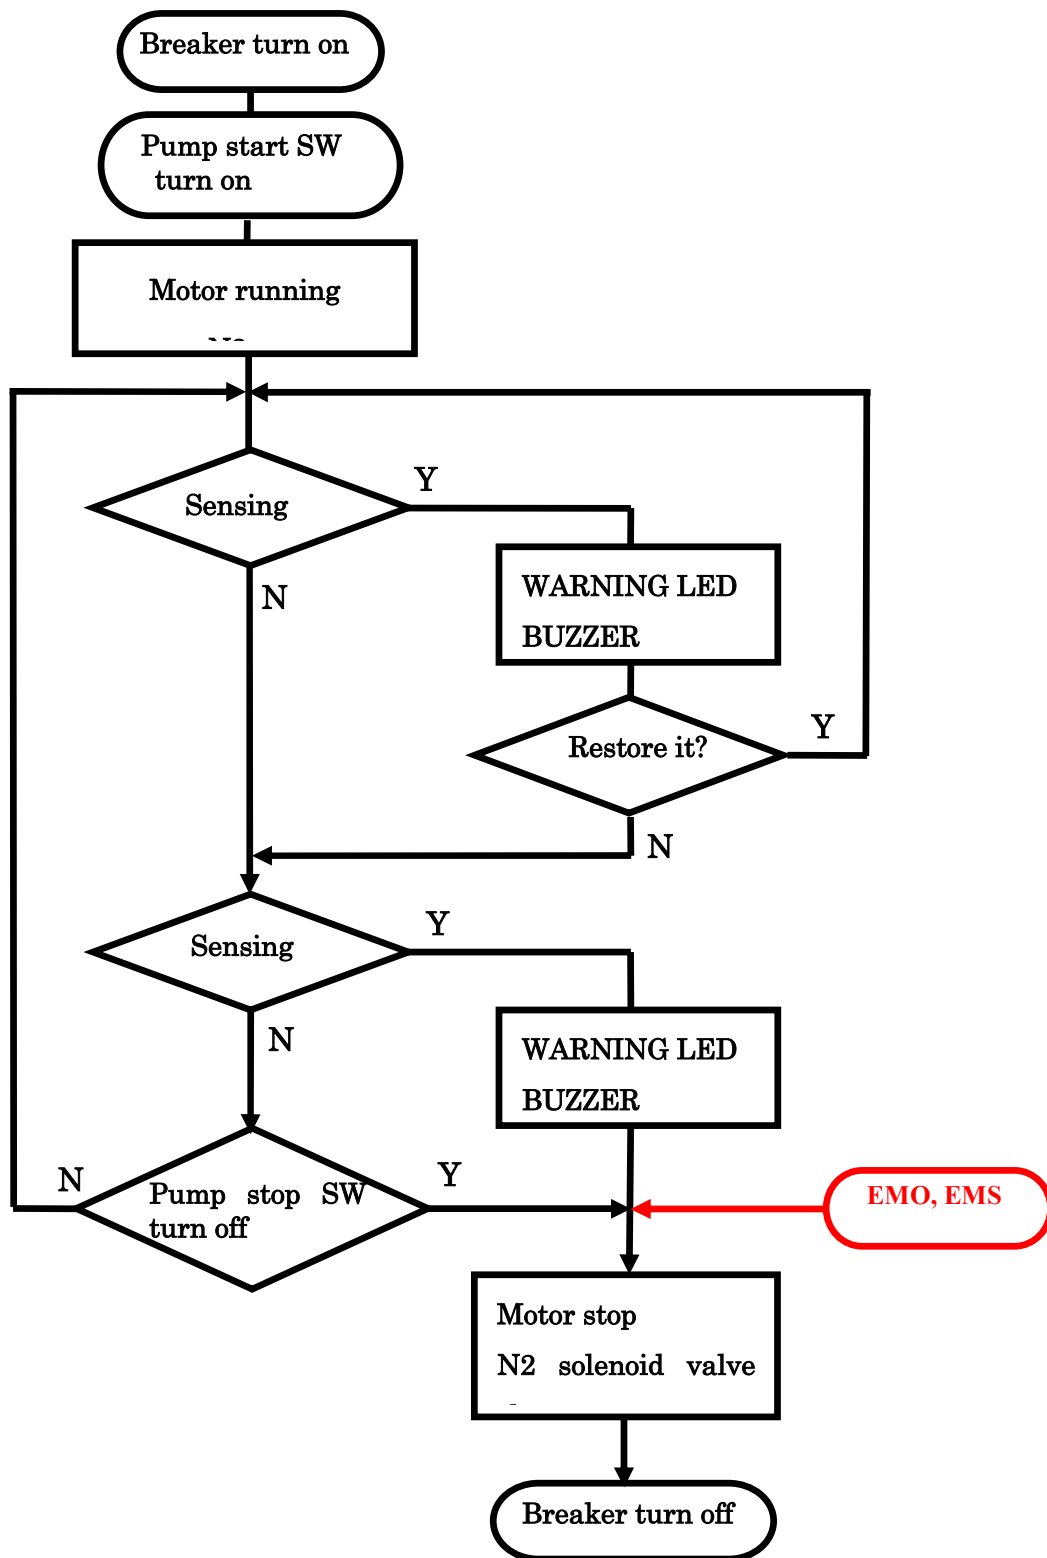 Breaker turn on
Pump start SW
turn on
Motor running
Sensing
Y
N
WARNING LED
BUZZER
Restore it?
Y
N
Sensing
Y
N
WARNING LED
BUZZER
Pump stop SW
turn off
N
Y
EMO, EMS
Motor stop
N2 solenoid valve
Breaker turn off